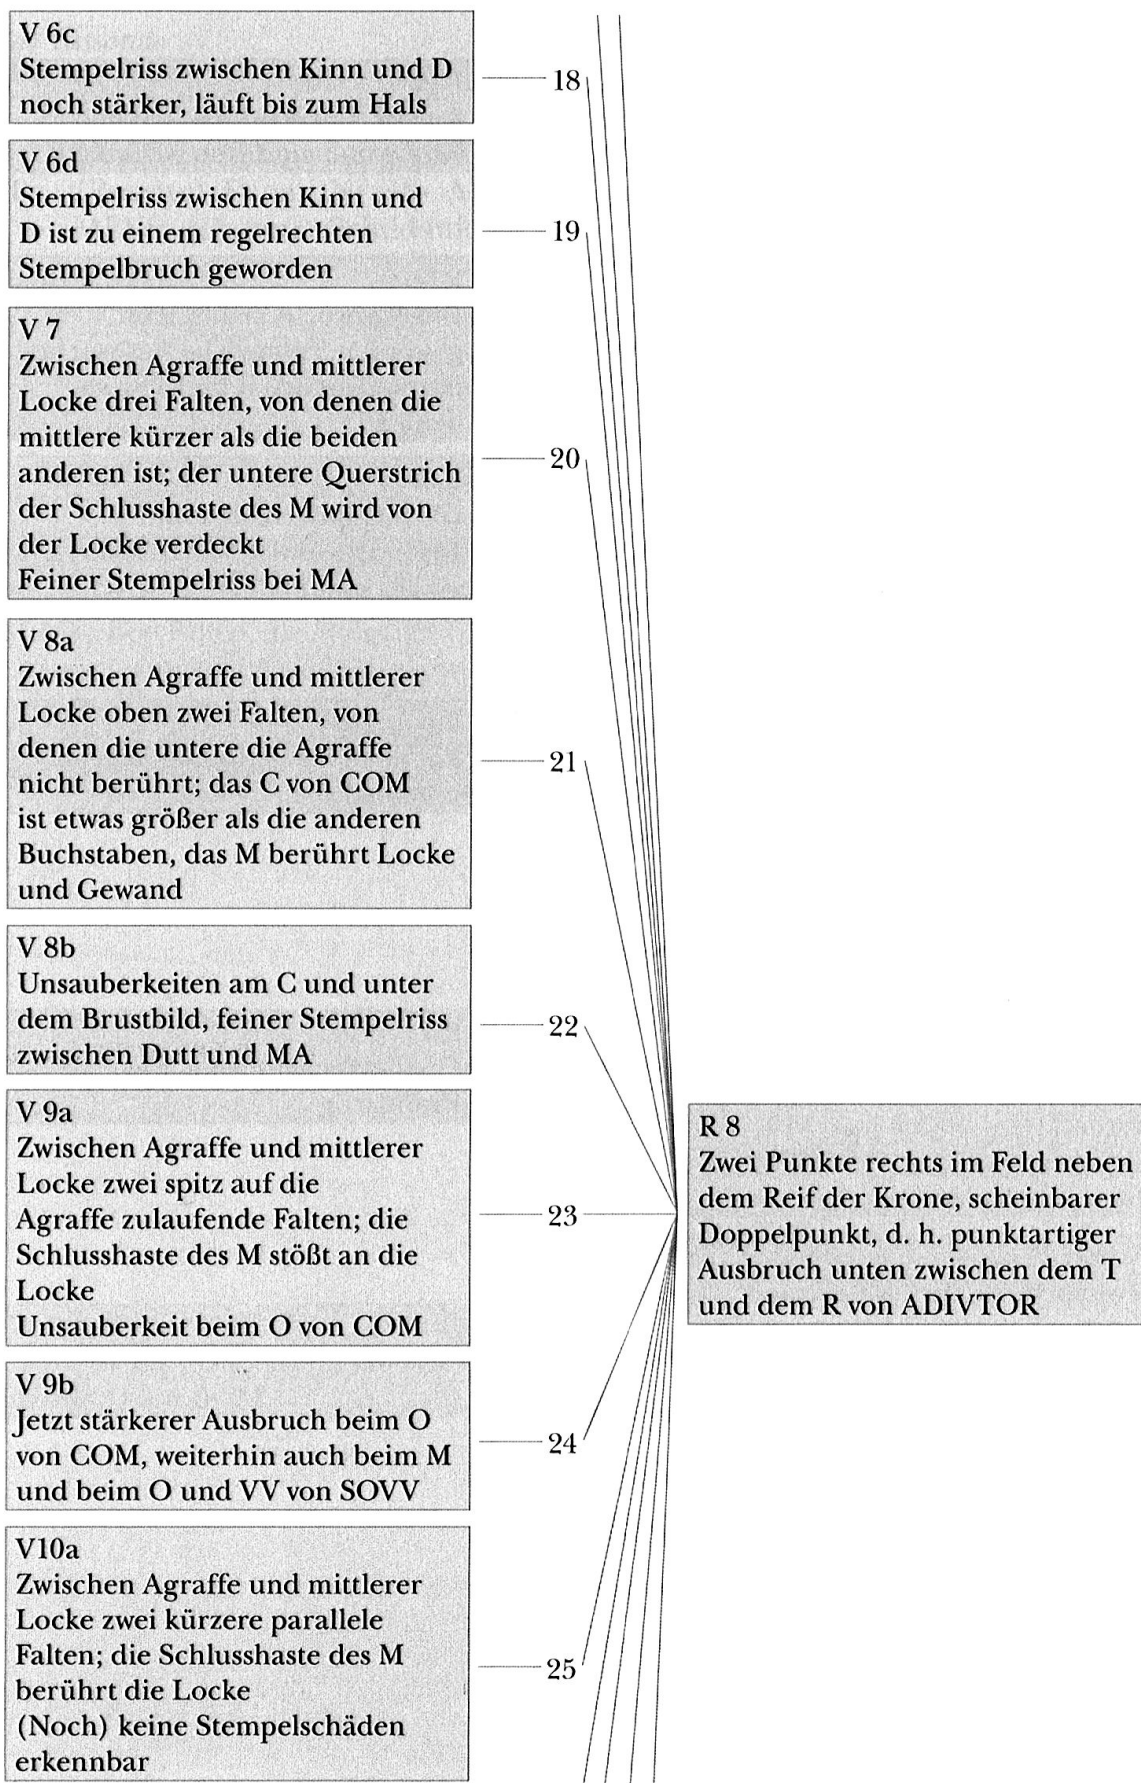 V 6c
Stempelriss zwischen Kinn und D
noch stärker, läuft bis zum Hals
18
V 6d
Stempelriss zwischen Kinn und
D ist zu einem regelrechten
Stempelbruch geworden
19
V 7
Zwischen Agraffe und mittlerer
Locke drei Falten, von denen die
mittlere kürzer als die beiden
anderen ist; der untere Querstrich
der Schlusshaste des M wird von
der Locke verdeckt
Feiner Stempelriss bei MA
20
V 8a
Zwischen Agraffe und mittlerer
Locke oben zwei Falten, von
denen die untere die Agraffe
nicht berührt; das C von COM
ist etwas größer als die anderen
Buchstaben, das M berührt Locke
und Gewand
21
V 8b
Unsauberkeiten am C und unter
dem Brustbild, feiner Stempelriss
zwischen Dutt und MA
22
V 9a
Zwischen Agraffe und mittlerer
Locke zwei spitz auf die
Agraffe zulaufende Falten; die
Schlusshaste des M stößt an die
Locke
Unsauberkeit beim O von COM
23
V 9b
Jetzt stärkerer Ausbruch beim O
von COM, weiterhin auch beim M
und beim O und VV von SOVV
24
V10a
Zwischen Agraffe und mittlerer
Locke zwei kürzere parallele
Falten; die Schlusshaste des M
berührt die Locke
(Noch) keine Stempelschäden
erkennbar
25
R 8
Zwei Punkte rechts im Feld neben
dem Reif der Krone, scheinbarer
Doppelpunkt, d. h. punktartiger
Ausbruch unten zwischen dem T
und dem R von ADIVTOR